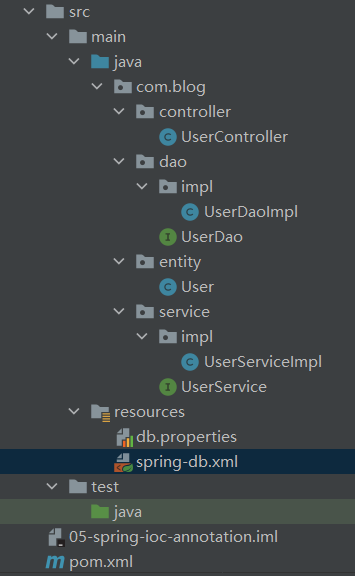 src
main
java
com.blog
controller
C UserController
dao
impl
C UserDaoImpl
I UserDao
entity
C User
service
impl
C UserServiceImpl
I UserService
resources
db.properties
spring-db.xml
test
java
05-spring-ioc-annotation.iml
m pom.xml